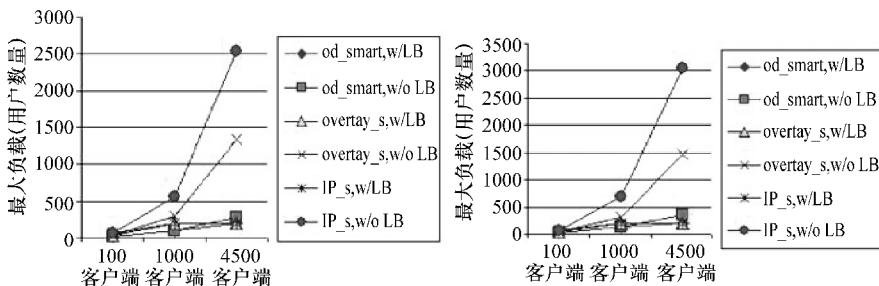 最大负载(用户数量)
3000
2500
2000
1500
1000
500
0
100
客户端
1000
客户端
4500
客户端
od_smart,w/LB
od_smart,w/o LB
overtay_s,w/LB
overtay_s,w/o LB
IP_s,w/LB
IP_s,w/o LB
最大负载(用户数量)
3500
3000
2500
2000
1500
1000
500
0
100
客户端
1000
客户端
4500
客户端
od_smart,w/LB
od_smart,w/o LB
overtay_s,w/LB
overtay_s,w/o LB
IP_s,w/LB
IP_s,w/o LB